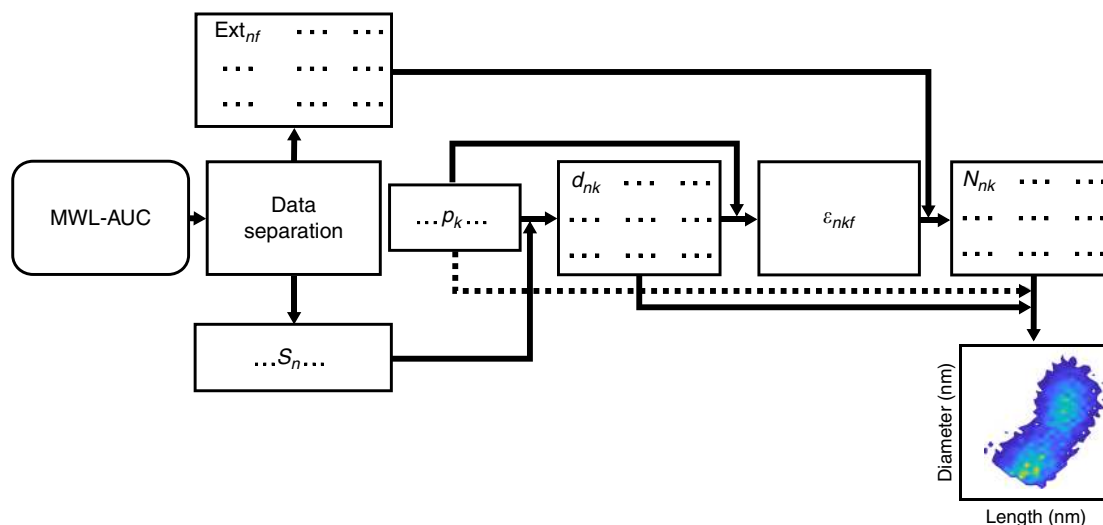 Ext_nf ... ...
... ... ...
... ... ...
MWL-AUC
Data
separation
...p_k...
d_nk ... ...
... ... ...
... ... ...
ε_nkf
N_nk ... ...
... ... ...
... ... ...
...S_n...
Diameter (nm)
Length (nm)